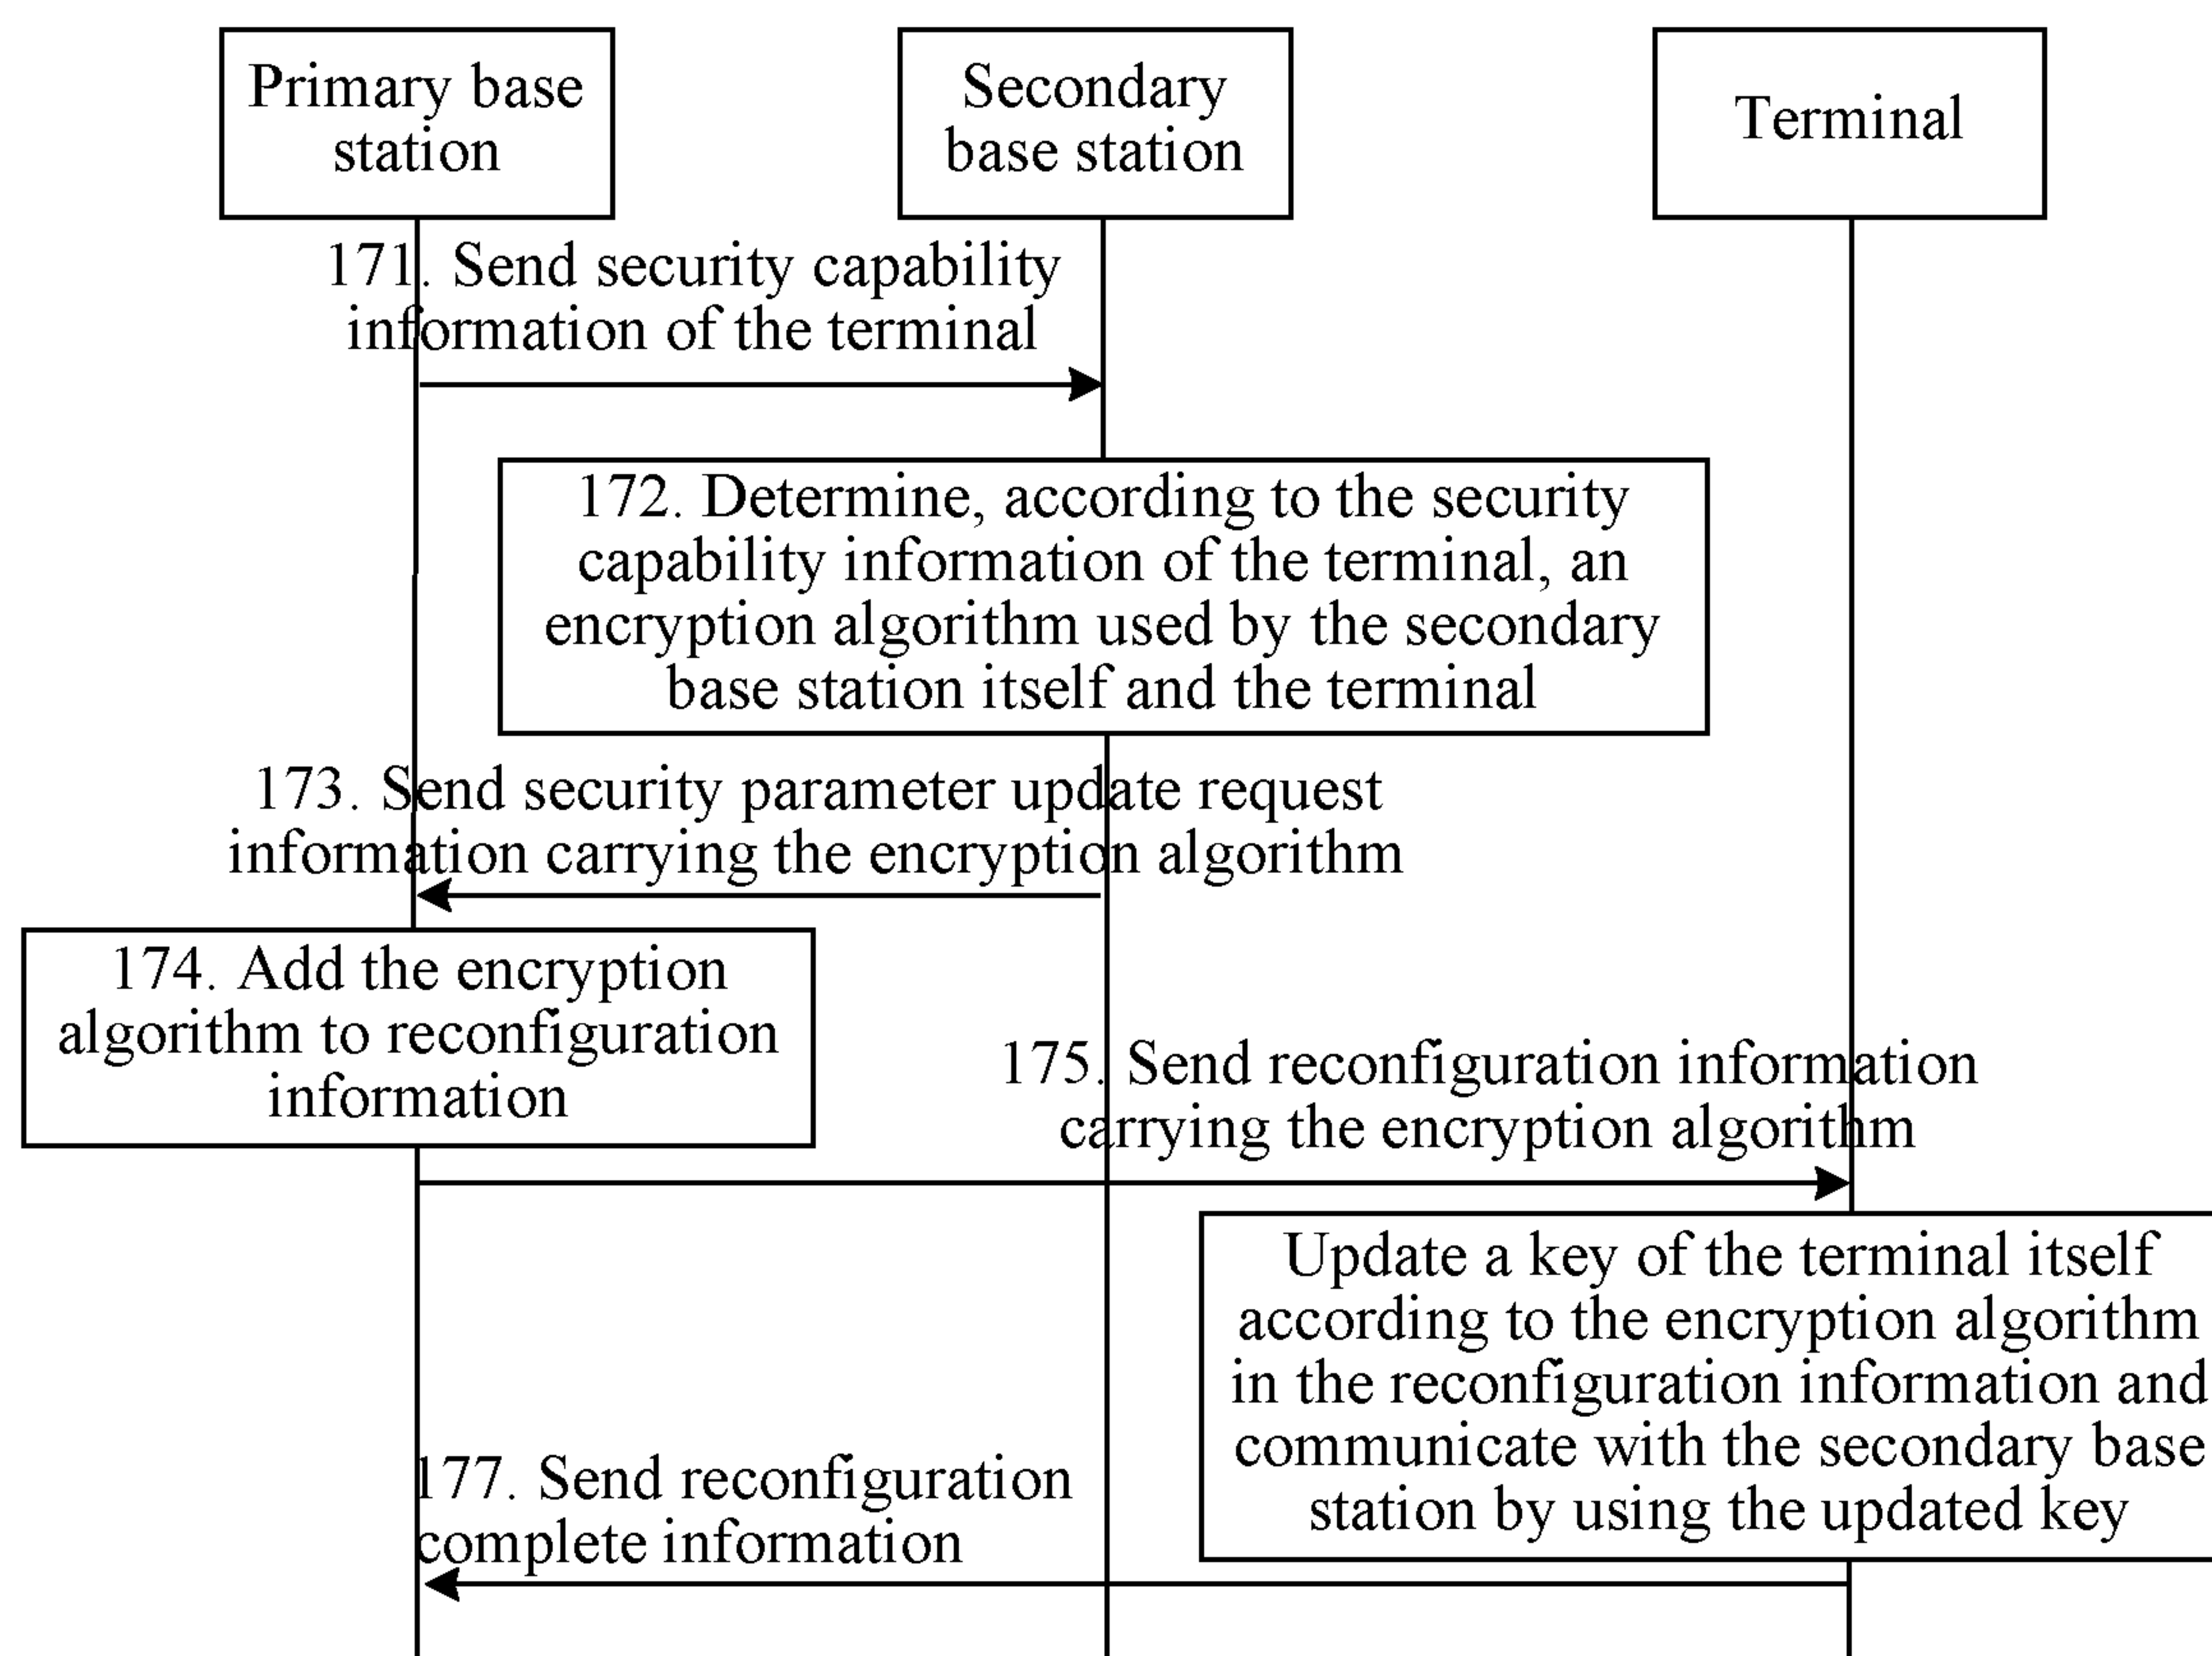 Primary base
station
Secondary
base station
Terminal
171. Send security capability
information of the terminal
172. Determine, according to the security
capability information of the terminal, an
encryption algorithm used by the secondary
base station itself and the terminal
173. Send security parameter update request
information carrying the encryption algorithm
174. Add the encryption
algorithm to reconfiguration
information
175. Send reconfiguration information
carrying the encryption algorithm
Update a key of the terminal itself
according to the encryption algorithm
in the reconfiguration information and
communicate with the secondary base
station by using the updated key
177. Send reconfiguration
complete information